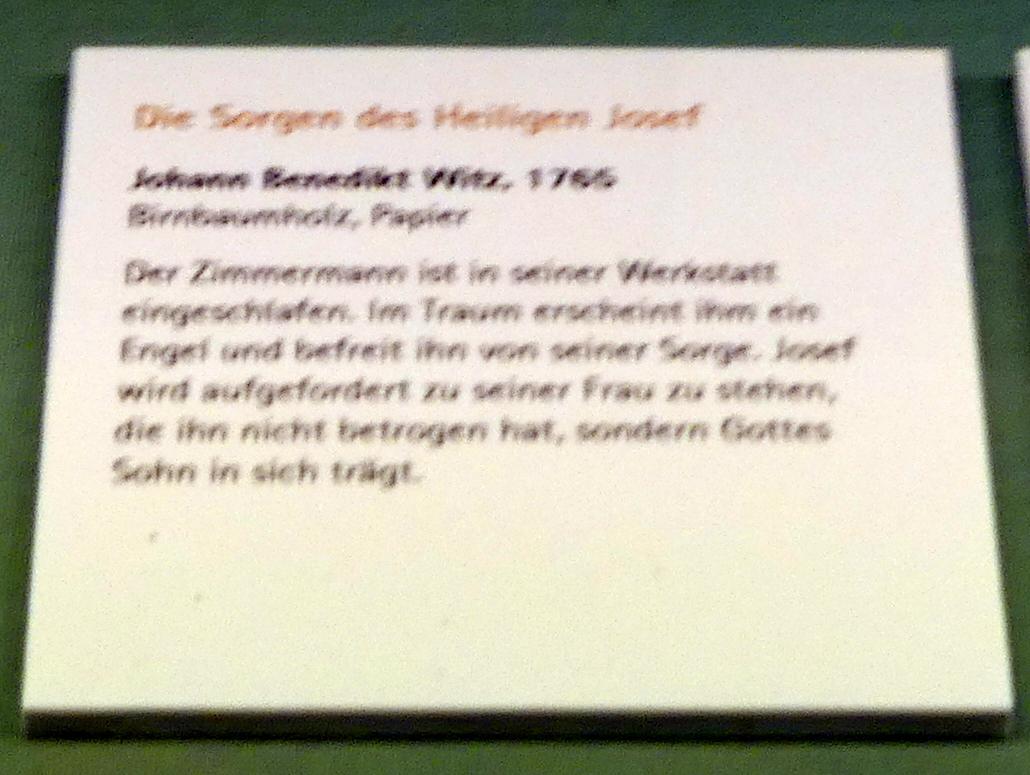 Die Sorgen des Heiligen Josef
Johann Benedikt Witz, 1766
Birnbaumholz, Papier
Der Zimmermann ist in seiner Werkstatt
eingeschlafen. Im Traum erscheint ihm ein
Engel und befreit ihn von seiner Sorge. Josef
wird aufgefordert zu seiner Frau zu stehen,
die ihn nicht betrogen hat, sondern Gottes
Sohn in sich trägt.